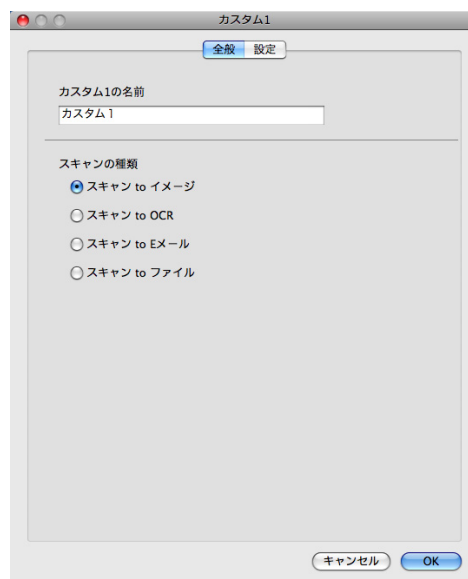 カスタム1
全般 設定
カスタム1の名前
カスタム 1
スキャンの種類
スキャン to イメージ
スキャン to OCR
スキャン to Eメール
スキャン to ファイル
キャンセル OK